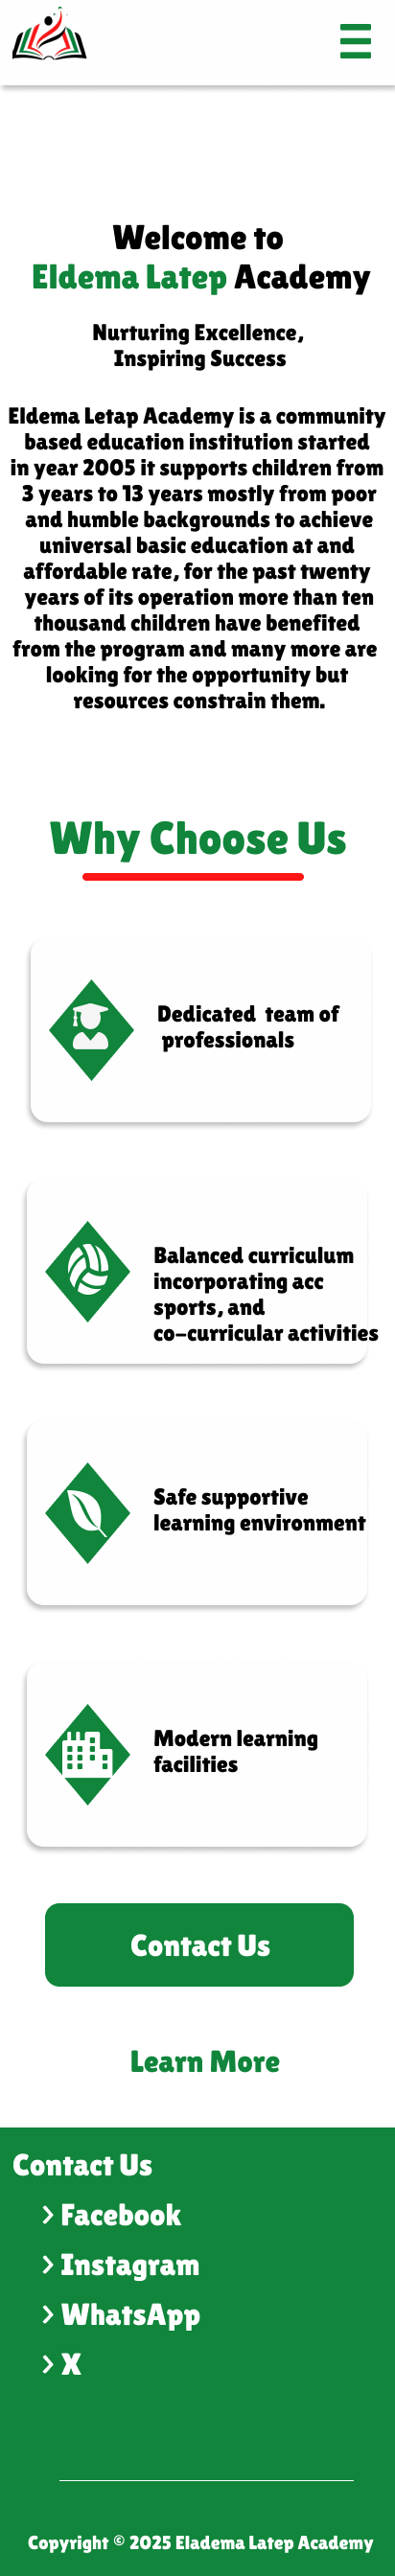 Welcome to
Eldema Latep Academy
Nurturing Excellence,
Inspiring Success
Eldema Letap Academy is a community
based education institution started
in year 2005 it supports children from
3 years to 13 years mostly from poor
and humble backgrounds to achieve
universal basic education at and
affordable rate, for the past twenty
years of its operation more than ten
thousand children have benefited
from the program and many more are
looking for the opportunity but
resources constrain them.
Why Choose Us
Dedicated team of
professionals
Balanced curriculum
incorporating acc
sports, and
co-curricular activities
Safe supportive
learning environment
Modern learning
facilities
Contact Us
Learn More
Contact Us
> Facebook
> Instagram
> WhatsApp
> X
Copyright © 2025 Eladema Latep Academy